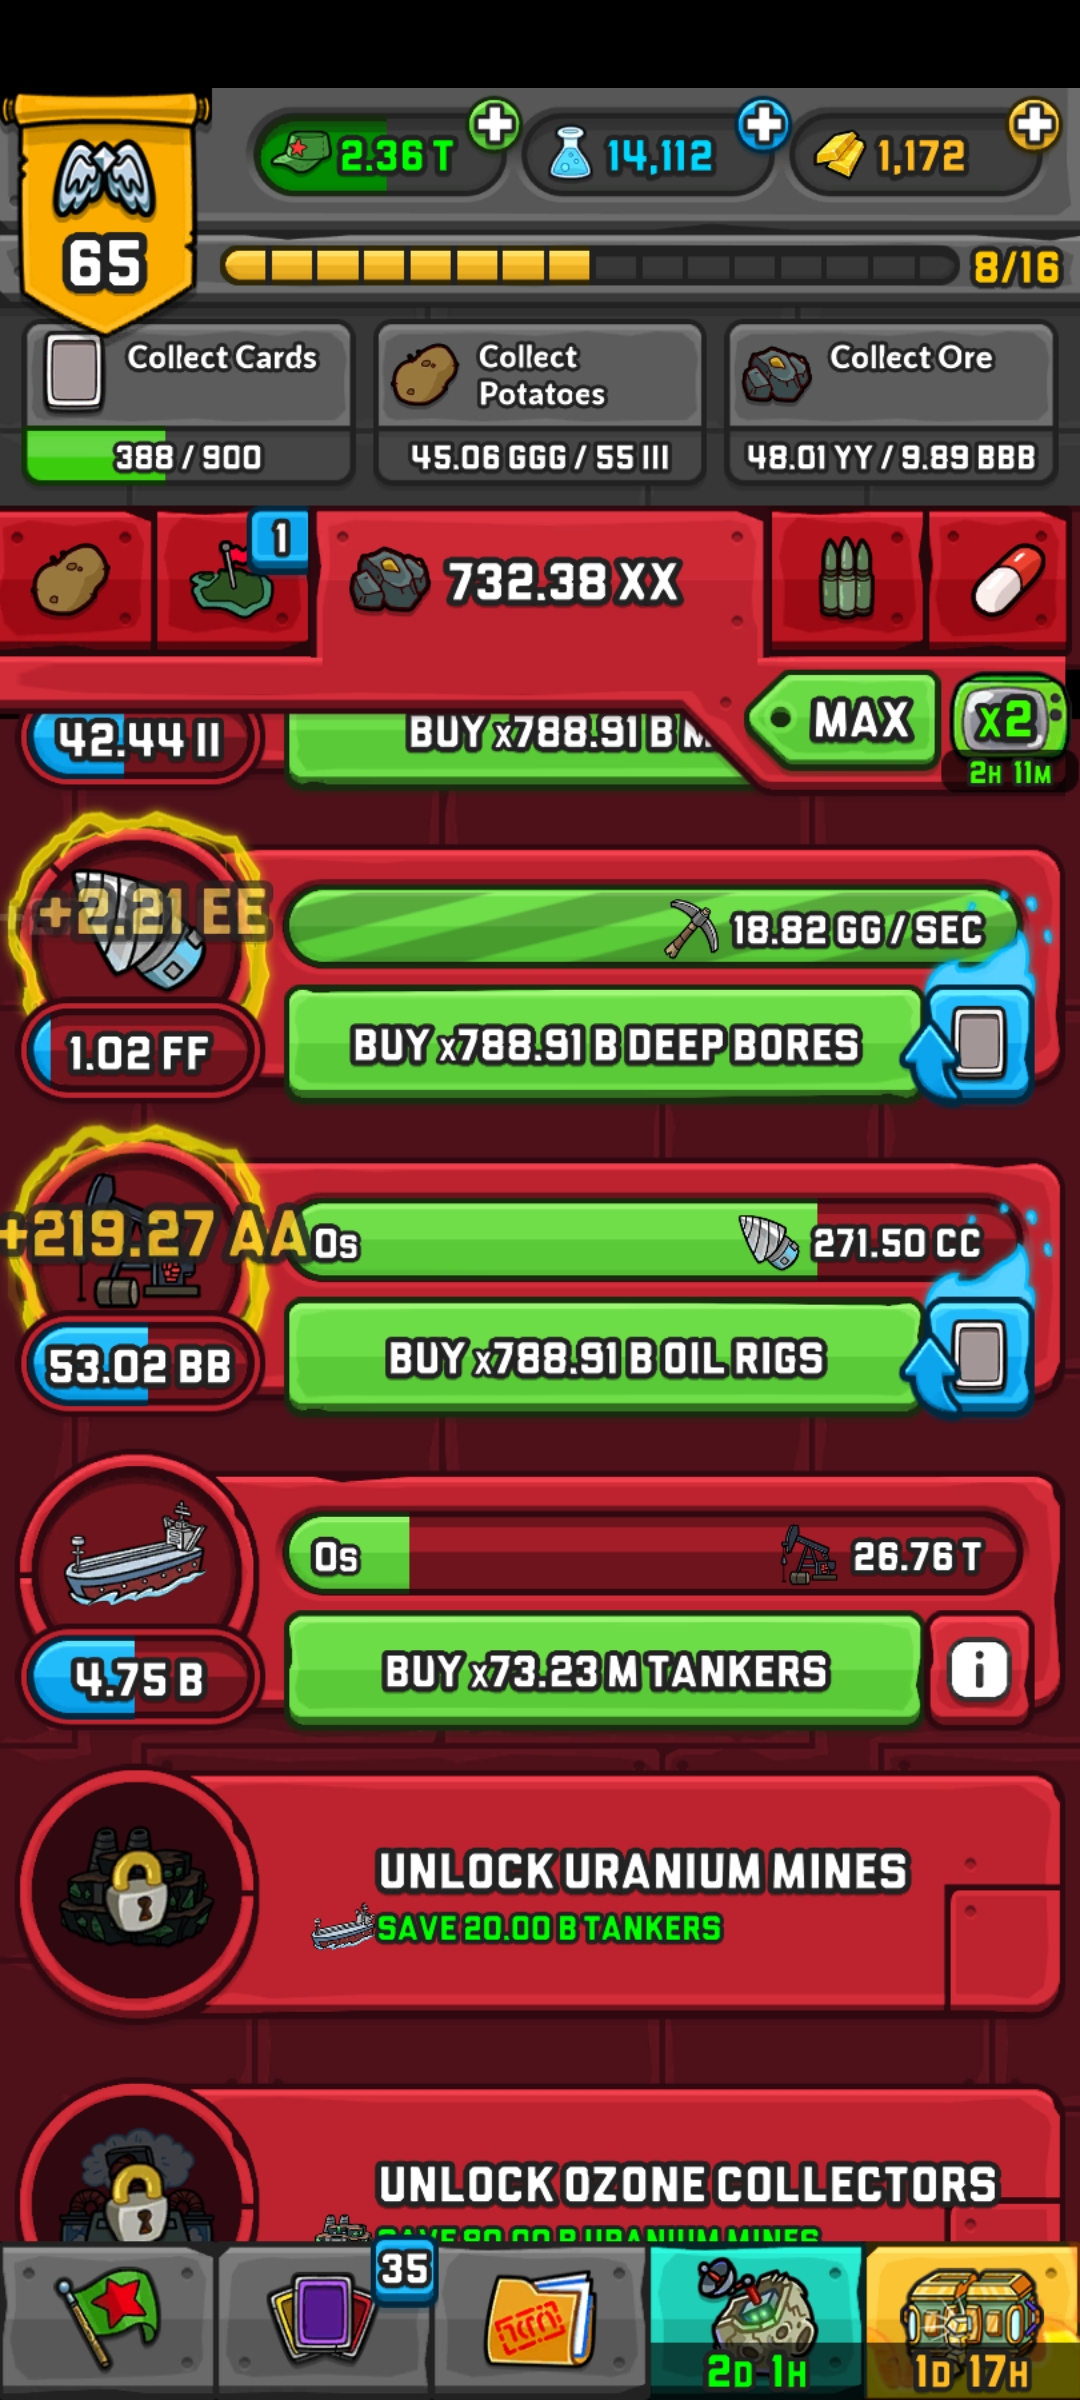 2.36 T
14,112
1,172
65
8/16
Collect Cards
388 / 900
Collect
Potatoes
45.06 GGG / 55 III
Collect Ore
48.01 YY / 9.89 BBB
1
732.38 XX
MAX
x2
2H 11M
42.44 II
BUY x788.91 B M
+2.21 EE
18.82 GG / SEC
1.02 FF
BUY x788.91 B DEEP BORES
+219.27 AA
0s
271.50 CC
53.02 BB
BUY x788.91 B OIL RIGS
0s
26.76 T
4.75 B
BUY x73.23 M TANKERS
i
UNLOCK URANIUM MINES
SAVE 20.00 B TANKERS
UNLOCK OZONE COLLECTORS
SAVE 80.00 B URANIUM MINES
35
2D 1H
1D 17H